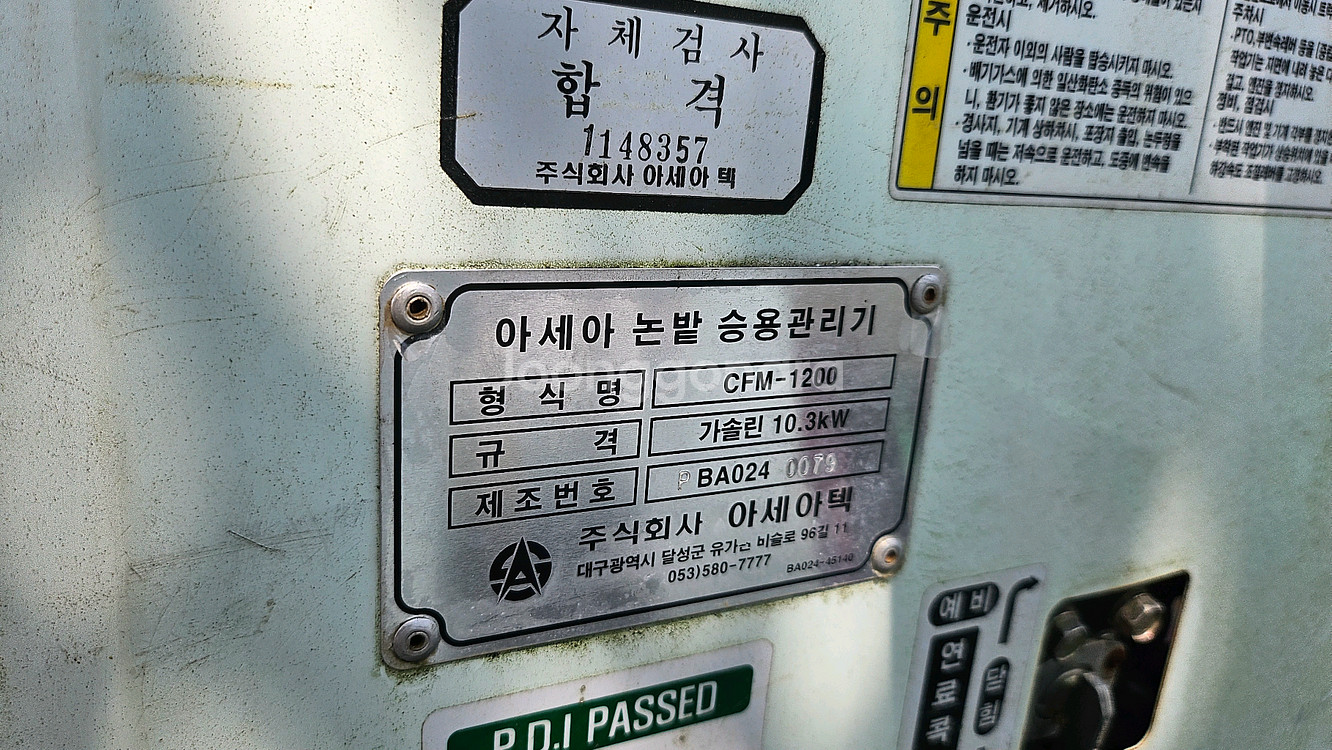 자체검사
합격
1148357
주식회사 아세아텍
주의
운전시
·운전자 이외의 사람을 탑승시키지 마시오.
·배기가스에 의한 일산화탄소 중독의 위험이 있으
니, 환기가 좋지 않은 장소에는 운전하지 마시오.
·경사지, 기계 상하차시, 포장지 출입, 논두렁을
넘을 때는 저속으로 운전하고, 도중에 변속을
하지 마시오.
주차시
정비, 점검시
아세아 논밭 승용관리기
형식명 CFM-1200
규격 가솔린 10.3kW
제조번호 P BA024 0079
주식회사 아세아텍
대구광역시 달성군 유가면 비슬로 96길 11
053)580-7777 BA024-45140
P.D.I PASSED
예비
연료콕
닫힘